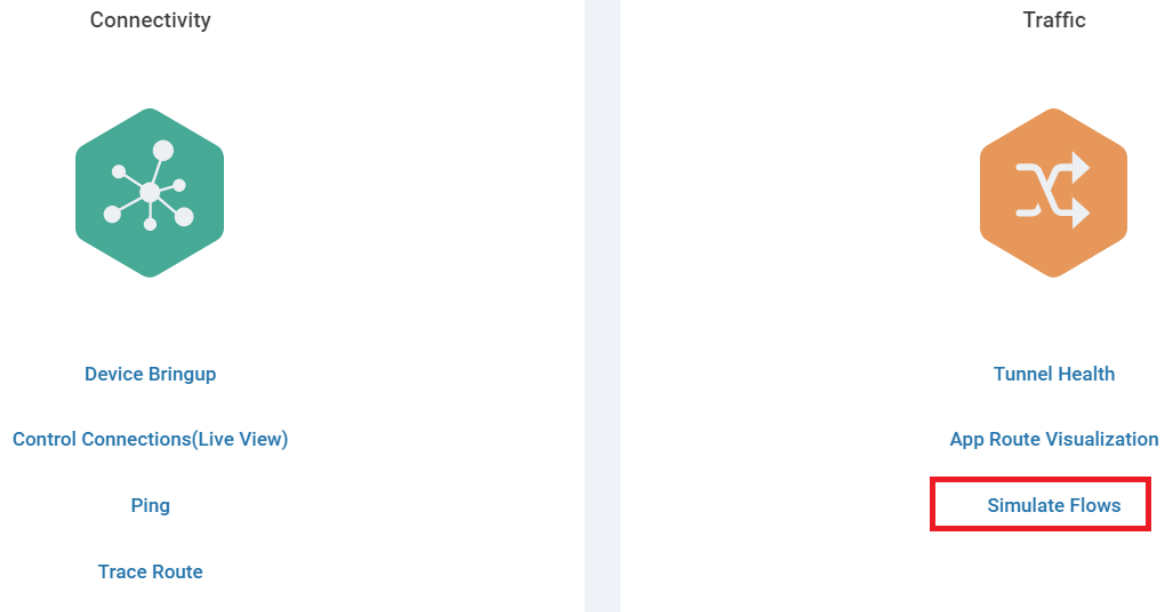 Connectivity
Device Bringup
Control Connections(Live View)
Ping
Trace Route
Traffic
Tunnel Health
App Route Visualization
Simulate Flows